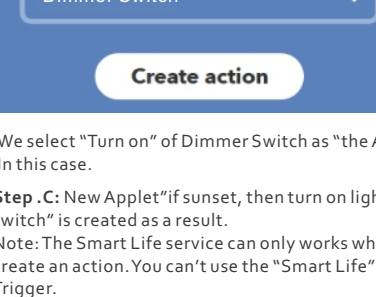 Dimmer Switch
Create action
We select “Turn on” of Dimmer Switch as “the A
In this case.
Step .C: New Applet”if sunset, then turn on ligh
switch” is created as a result.
Note: The Smart Life service can only works wh
create an action. You can’t use the “Smart Life”
Trigger.